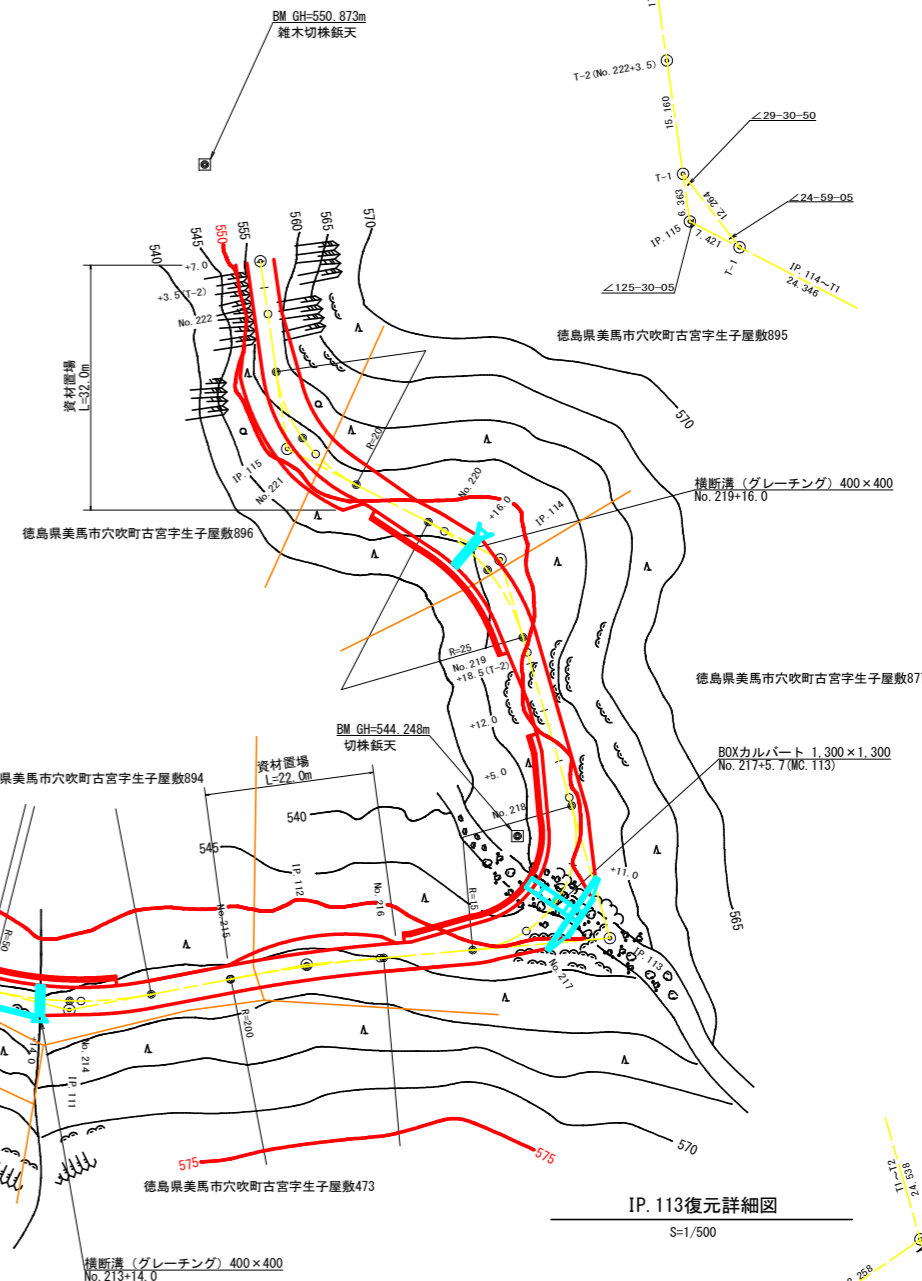 BM GH=550.873m
雑木切株鋲天
T-2(No.222+3.5)
15.160
∠29-30-50
T-1
12.264
6.363
∠24-59-05
IP.115
7.421
T-1
IP.114～T1
24.346
∠125-30-05
徳島県美馬市穴吹町古宮字生子屋敷895
540
545
550
555
560
565
570
+7.0
+3.5(T-2)
No.222
資材置場
L=32.0m
R=20
IP.115
No.221
No.220
+16.0
IP.114
570
横断溝（グレーチング）400×400
No.219+16.0
徳島県美馬市穴吹町古宮字生子屋敷896
R=25
No.219
+18.5(T-2)
徳島県美馬市穴吹町古宮字生子屋敷87
+12.0
BM GH=544.248m
切株鋲天
BOXカルバート 1,300×1,300
No.217+5.7(MC.113)
+5.0
県美馬市穴吹町古宮字生子屋敷894
資材置場
L=22.0m
No.218
540
545
+11.0
IP.112
No.216
R=15
565
R=50
No.215
IP.113
No.217
R=200
+14.0
No.214
IP.111
570
575
575
徳島県美馬市穴吹町古宮字生子屋敷473
IP.113復元詳細図
S=1/500
T1～T2
24.538
横断溝（グレーチング）400×400
No.213+14.0
.258